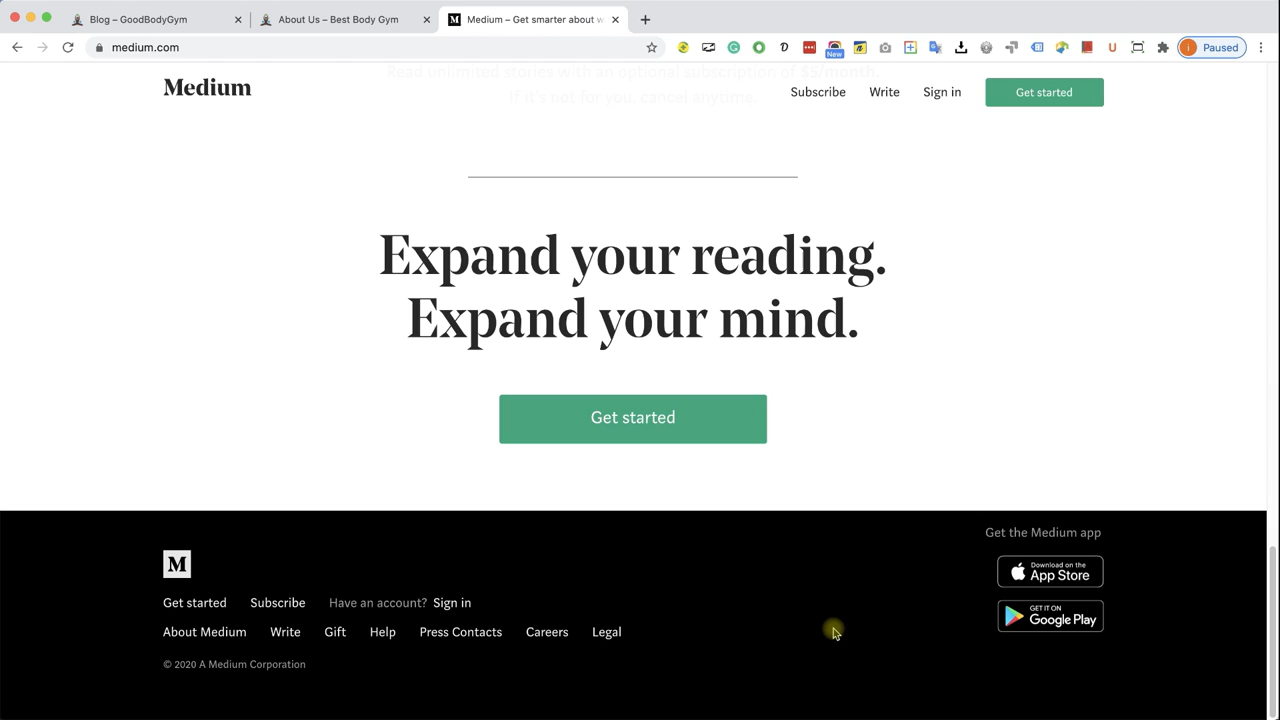 Blog – GoodBodyGym
About Us – Best Body Gym
Medium – Get smarter about w
medium.com
New
Paused
Read unlimited stories with an optional subscription of $5/month.
If it's not for you, cancel anytime.
Medium
Subscribe
Write
Sign in
Get started
Expand your reading.
Expand your mind.
Get started
Get the Medium app
M
Download on the
App Store
GET IT ON
Google Play
Get started Subscribe Have an account? Sign in
About Medium Write Gift Help Press Contacts Careers Legal
© 2020 A Medium Corporation